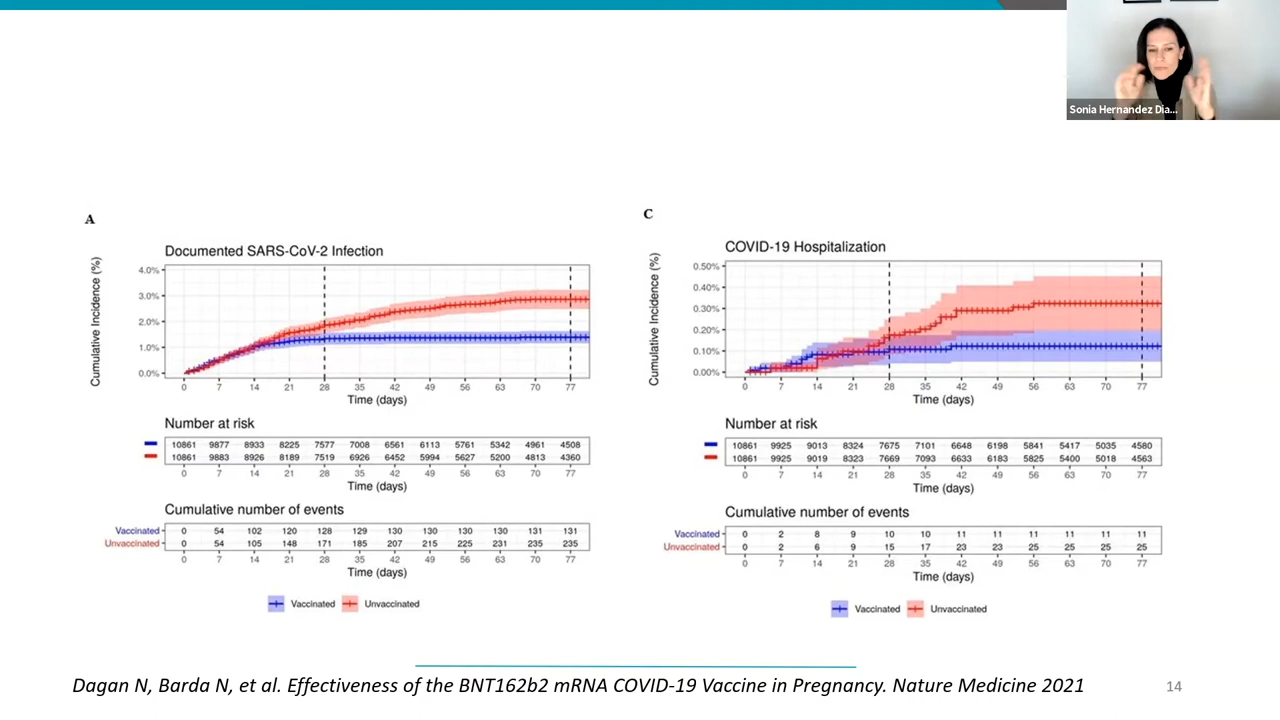 Sonia Hernandez Dia...
A
Documented SARS-CoV-2 Infection
Cumulative Incidence (%)
4.0%
3.0%
2.0%
1.0%
0.0%
0 7 14 21 28 35 42 49 56 63 70 77
Time (days)
Number at risk
10861 9877 8933 8225 7577 7008 6561 6113 5761 5342 4961 4508
10861 9883 8926 8189 7519 6926 6452 5994 5627 5200 4813 4360
0 7 14 21 28 35 42 49 56 63 70 77
Time (days)
Cumulative number of events
Vaccinated 0 54 102 120 128 129 130 130 130 130 131 131
Unvaccinated 0 54 105 148 171 185 207 215 225 231 235 235
0 7 14 21 28 35 42 49 56 63 70 77
Time (days)
Vaccinated Unvaccinated
C
COVID-19 Hospitalization
Cumulative Incidence (%)
0.50%
0.40%
0.30%
0.20%
0.10%
0.00%
0 7 14 21 28 35 42 49 56 63 70 77
Time (days)
Number at risk
10861 9925 9013 8324 7675 7101 6648 6198 5841 5417 5035 4580
10861 9925 9019 8323 7669 7093 6633 6183 5825 5400 5018 4563
0 7 14 21 28 35 42 49 56 63 70 77
Time (days)
Cumulative number of events
Vaccinated 0 2 8 9 10 10 11 11 11 11 11 11
Unvaccinated 0 2 6 9 15 17 23 23 25 25 25 25
0 7 14 21 28 35 42 49 56 63 70 77
Time (days)
Vaccinated Unvaccinated
Dagan N, Barda N, et al. Effectiveness of the BNT162b2 mRNA COVID-19 Vaccine in Pregnancy. Nature Medicine 2021
14